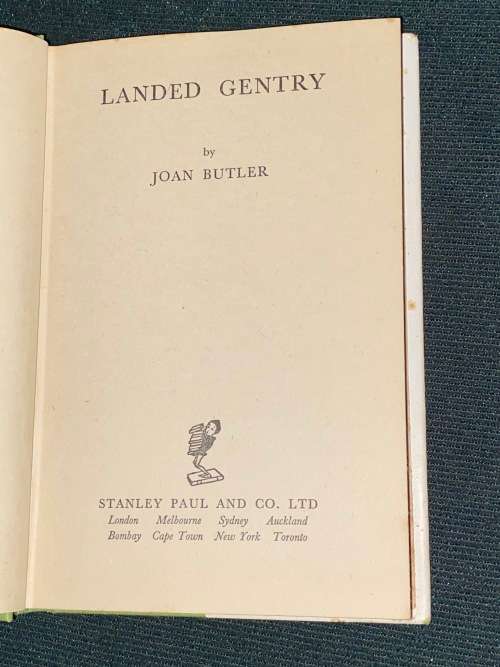 LANDED GENTRY
by
JOAN BUTLER
STANLEY PAUL AND CO. LTD
London Melbourne Sydney Auckland
Bombay Cape Town New York Toronto